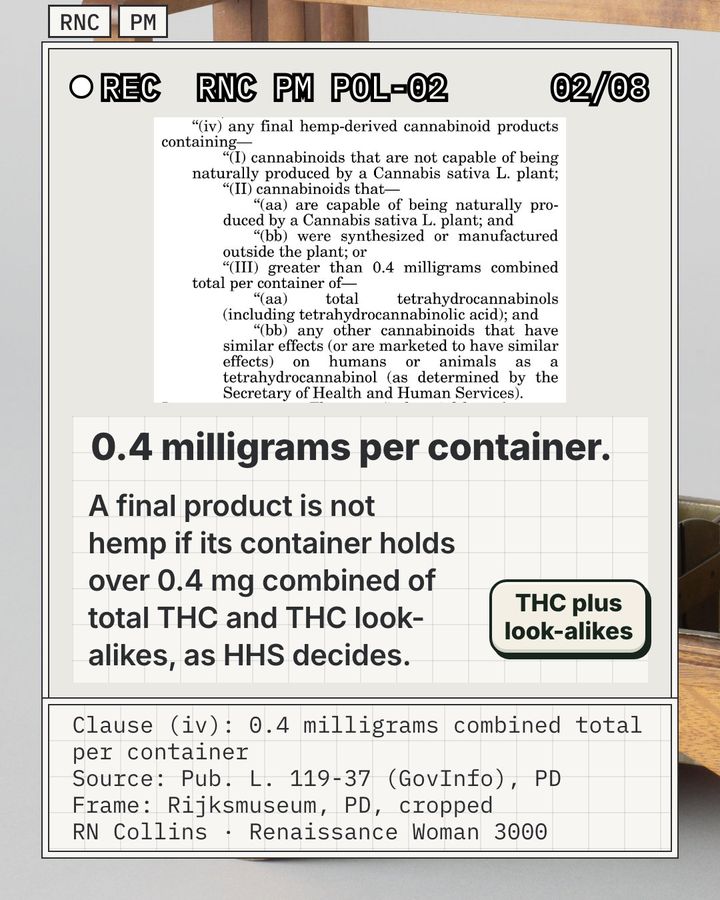 RNC PM
REC RNC PM POL-02 02/08
“(iv) any final hemp-derived cannabinoid products
containing—
“(I) cannabinoids that are not capable of being
naturally produced by a Cannabis sativa L. plant;
“(II) cannabinoids that—
“(aa) are capable of being naturally pro-
duced by a Cannabis sativa L. plant; and
“(bb) were synthesized or manufactured
outside the plant; or
“(III) greater than 0.4 milligrams combined
total per container of—
“(aa) total tetrahydrocannabinols
(including tetrahydrocannabinolic acid); and
“(bb) any other cannabinoids that have
similar effects (or are marketed to have similar
effects) on humans or animals as a
tetrahydrocannabinol (as determined by the
Secretary of Health and Human Services).
0.4 milligrams per container.
A final product is not
hemp if its container holds
over 0.4 mg combined of
total THC and THC look-
alikes, as HHS decides.
THC plus
look-alikes
Clause (iv): 0.4 milligrams combined total
per container
Source: Pub. L. 119-37 (GovInfo), PD
Frame: Rijksmuseum, PD, cropped
RN Collins · Renaissance Woman 3000